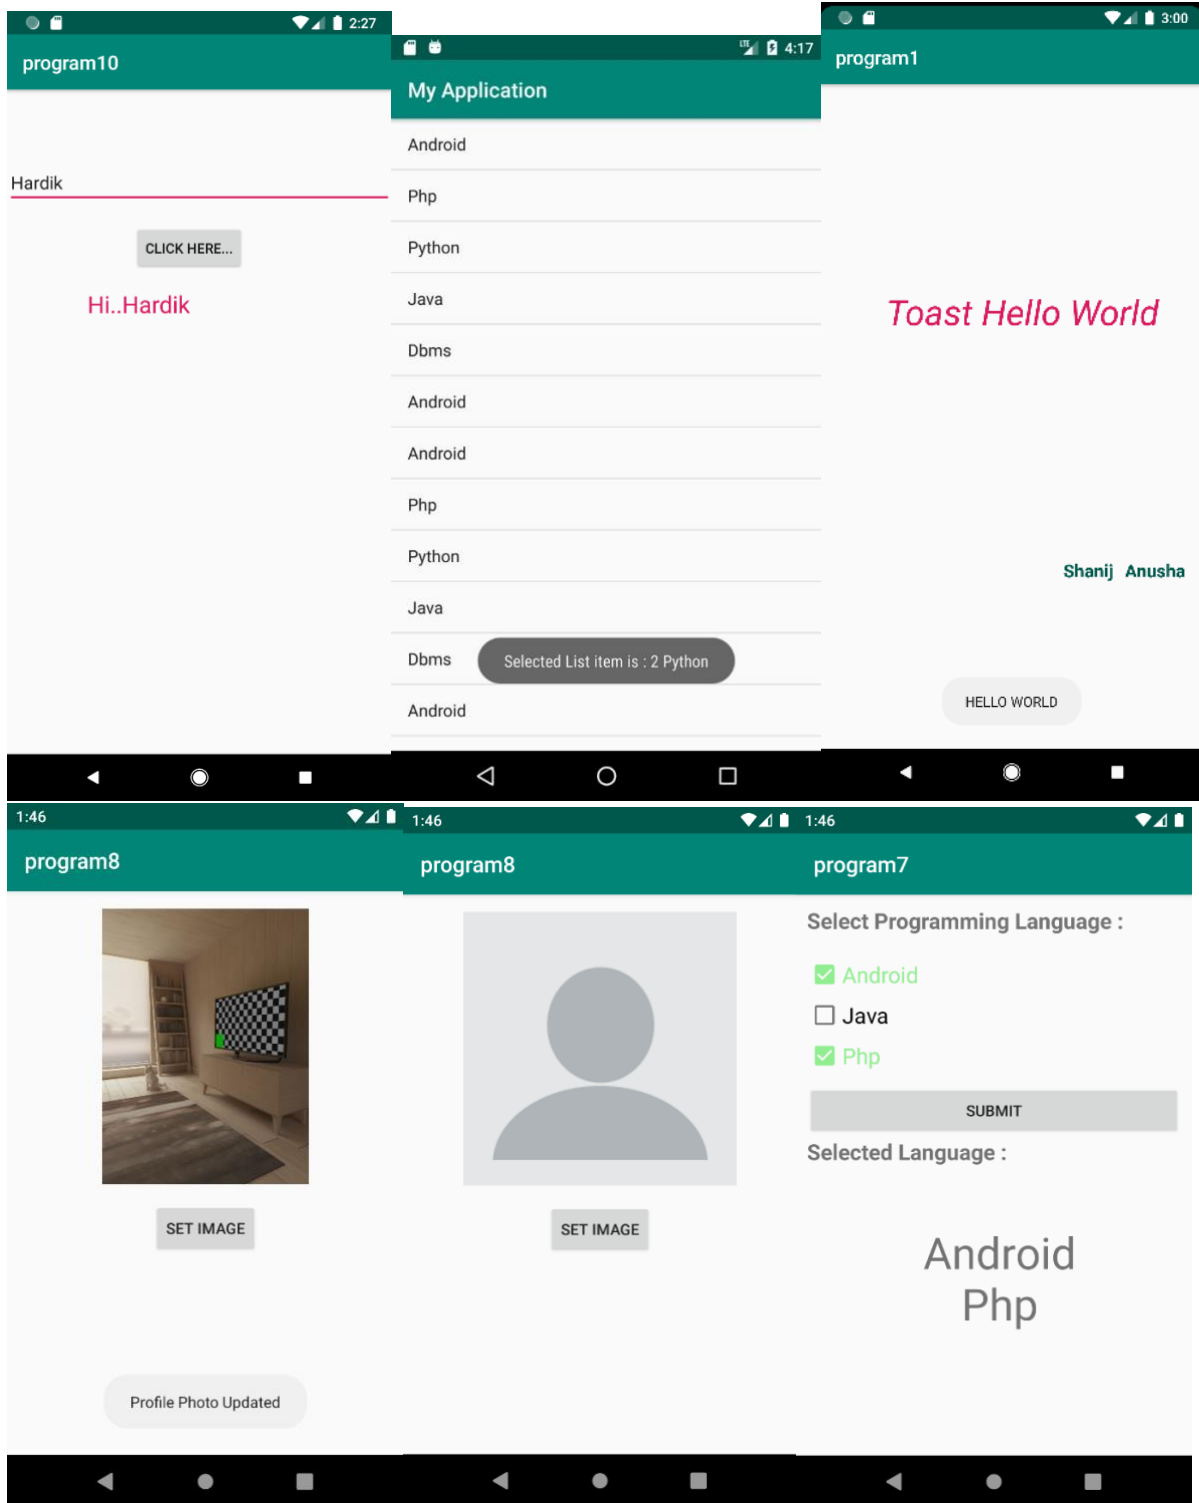 2:27
program10
Hardik
CLICK HERE...
Hi..Hardik
LTE 4:17
My Application
Android
Php
Python
Java
Dbms
Android
Android
Php
Python
Java
Dbms
Selected List item is : 2 Python
Android
3:00
program1
Toast Hello World
Shanij Anusha
HELLO WORLD
1:46
program8
SET IMAGE
Profile Photo Updated
1:46
program8
SET IMAGE
1:46
program7
Select Programming Language :
Android
Java
Php
SUBMIT
Selected Language :
Android
Php